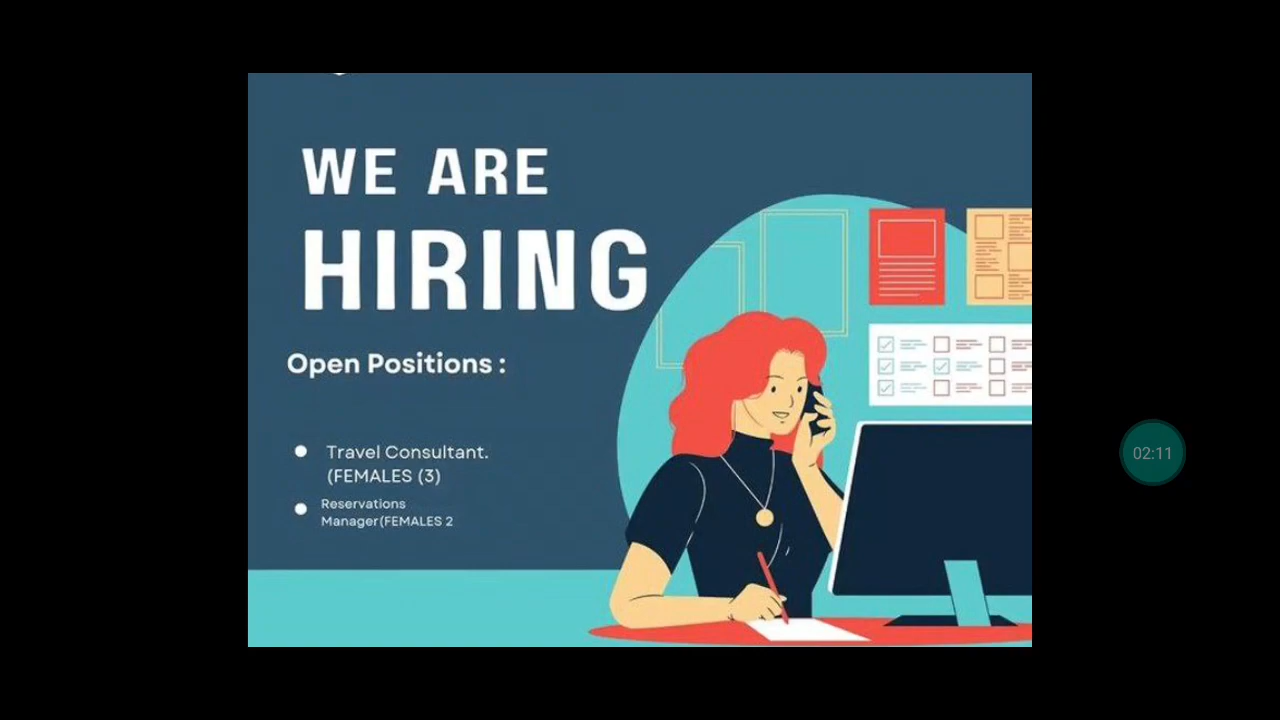 WE ARE
HIRING
Open Positions :
Travel Consultant.
(FEMALES (3)
Reservations
Manager(FEMALES 2
02:11